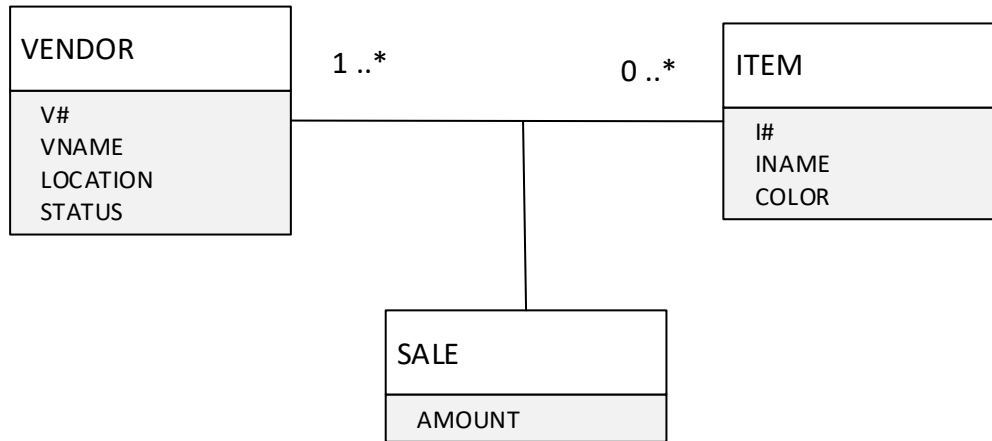 VENDOR
V#
VNAME
LOCATION
STATUS
1 ..*
0 ..*
ITEM
I#
INAME
COLOR
SALE
AMOUNT